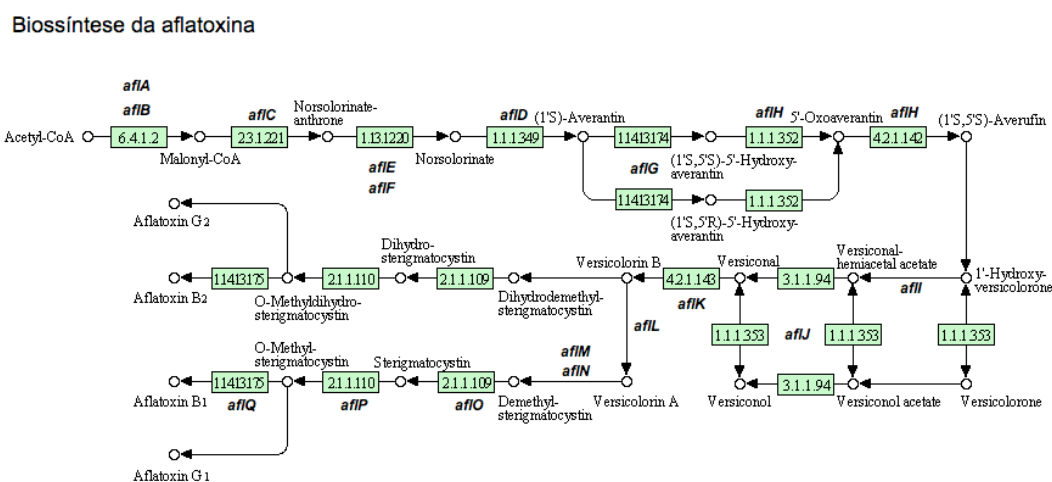 Biossíntese da aflatoxina
aflA
aflB
aflC
Norsolorinate-
anthrone
aflD
(1'S)-Averantin
aflH
5'-Oxoaverantin
aflH
(1'S,5'S)-Averufin
Acetyl-CoA
6.4.1.2
2.3.1.221
1.13.12.20
1.1.1.349
1.14.13.174
1.1.1.352
4.2.1.142
Malonyl-CoA
Norsolorinate
aflE
aflF
aflG
(1'S,5'S)-5'-Hydroxy-
averantin
1.14.13.174
1.1.1.352
(1'S,5'R)-5'-Hydroxy-
averantin
Aflatoxin G2
Dihydro-
sterigmatocystin
Versicolorin B
Versiconal
Versiconal-
hemiacetal acetate
1'-Hydroxy-
versicolorone
1.14.13.175
2.1.1.110
2.1.1.109
4.2.1.143
3.1.1.94
aflI
Aflatoxin B2
O-Methyldihydro-
sterigmatocystin
Dihydrodemethyl-
sterigmatocystin
aflK
aflL
1.1.1.353
aflJ
1.1.1.353
1.1.1.353
O-Methyl-
sterigmatocystin
Sterigmatocystin
aflM
aflN
1.14.13.175
2.1.1.110
2.1.1.109
3.1.1.94
Aflatoxin B1
aflQ
aflP
aflO
Demethyl-
sterigmatocystin
Versicolorin A
Versiconol
Versiconol acetate
Versicolorone
Aflatoxin G1